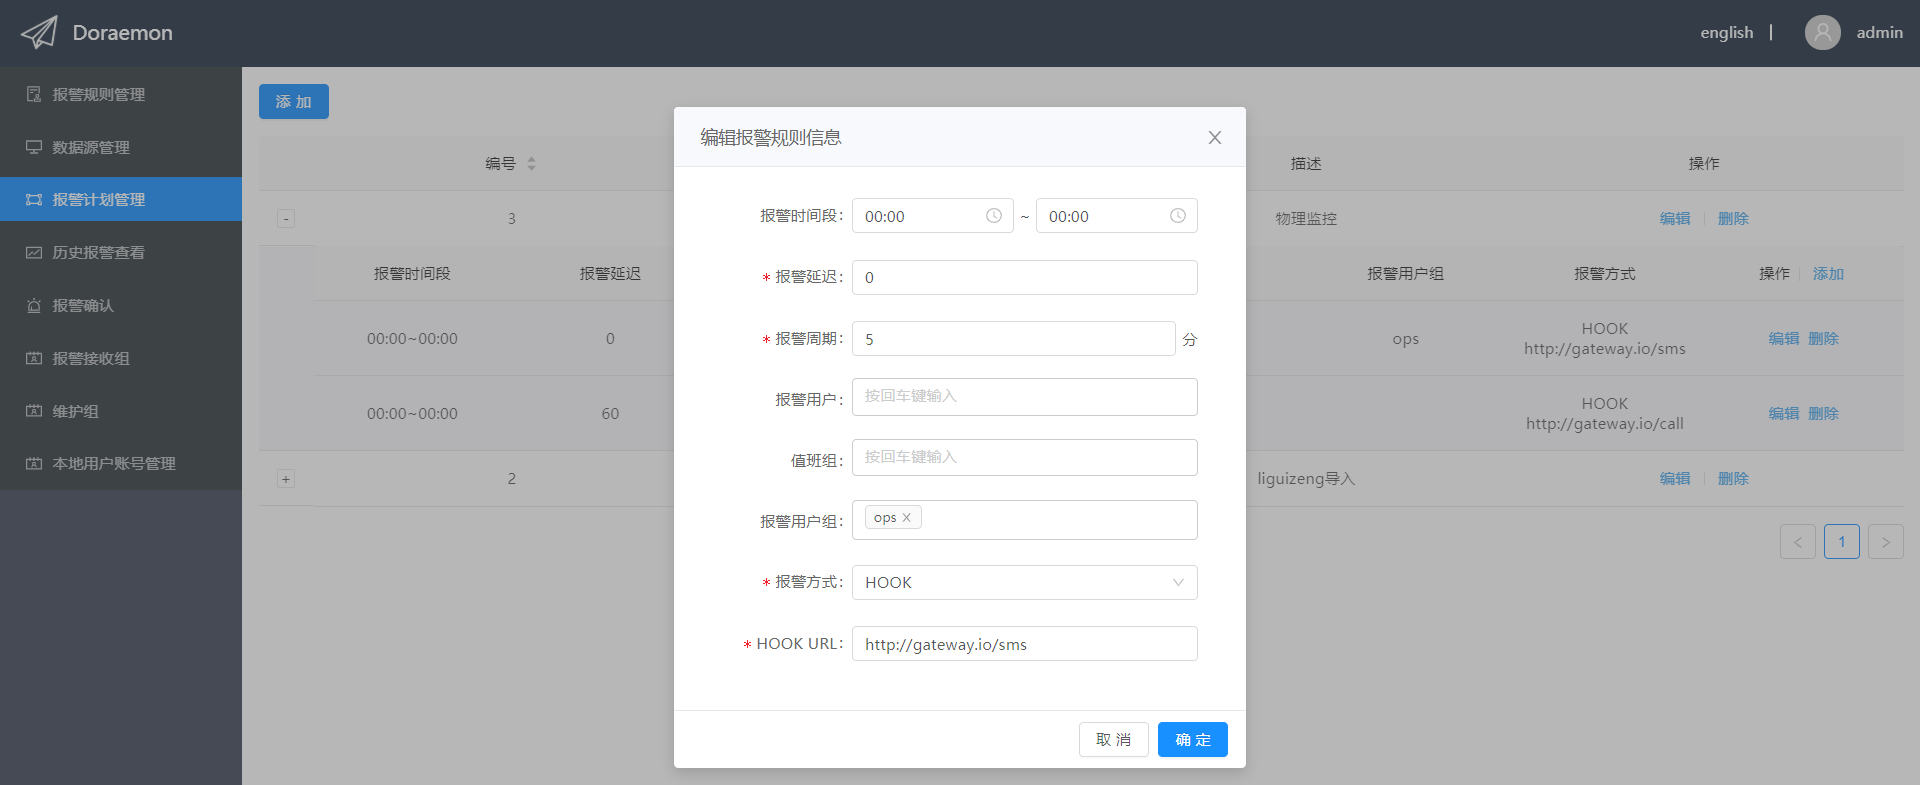 Doraemon
english |
admin
报警规则管理
数据源管理
报警计划管理
历史报警查看
报警确认
报警接收组
维护组
本地用户账号管理
添 加
编号 描述 操作
- 3 物理监控 编辑 删除
报警时间段 报警延迟 报警用户组 报警方式 操作 添加
00:00~00:00 0 ops HOOK 编辑 删除
http://gateway.io/sms
00:00~00:00 60 HOOK 编辑 删除
http://gateway.io/call
+ 2 liguizeng导入 编辑 删除
< 1 >
编辑报警规则信息
报警时间段: 00:00 ~ 00:00
* 报警延迟: 0
* 报警周期: 5 分
报警用户: 按回车键输入
值班组: 按回车键输入
报警用户组: ops
* 报警方式: HOOK
* HOOK URL: http://gateway.io/sms
取 消 确 定